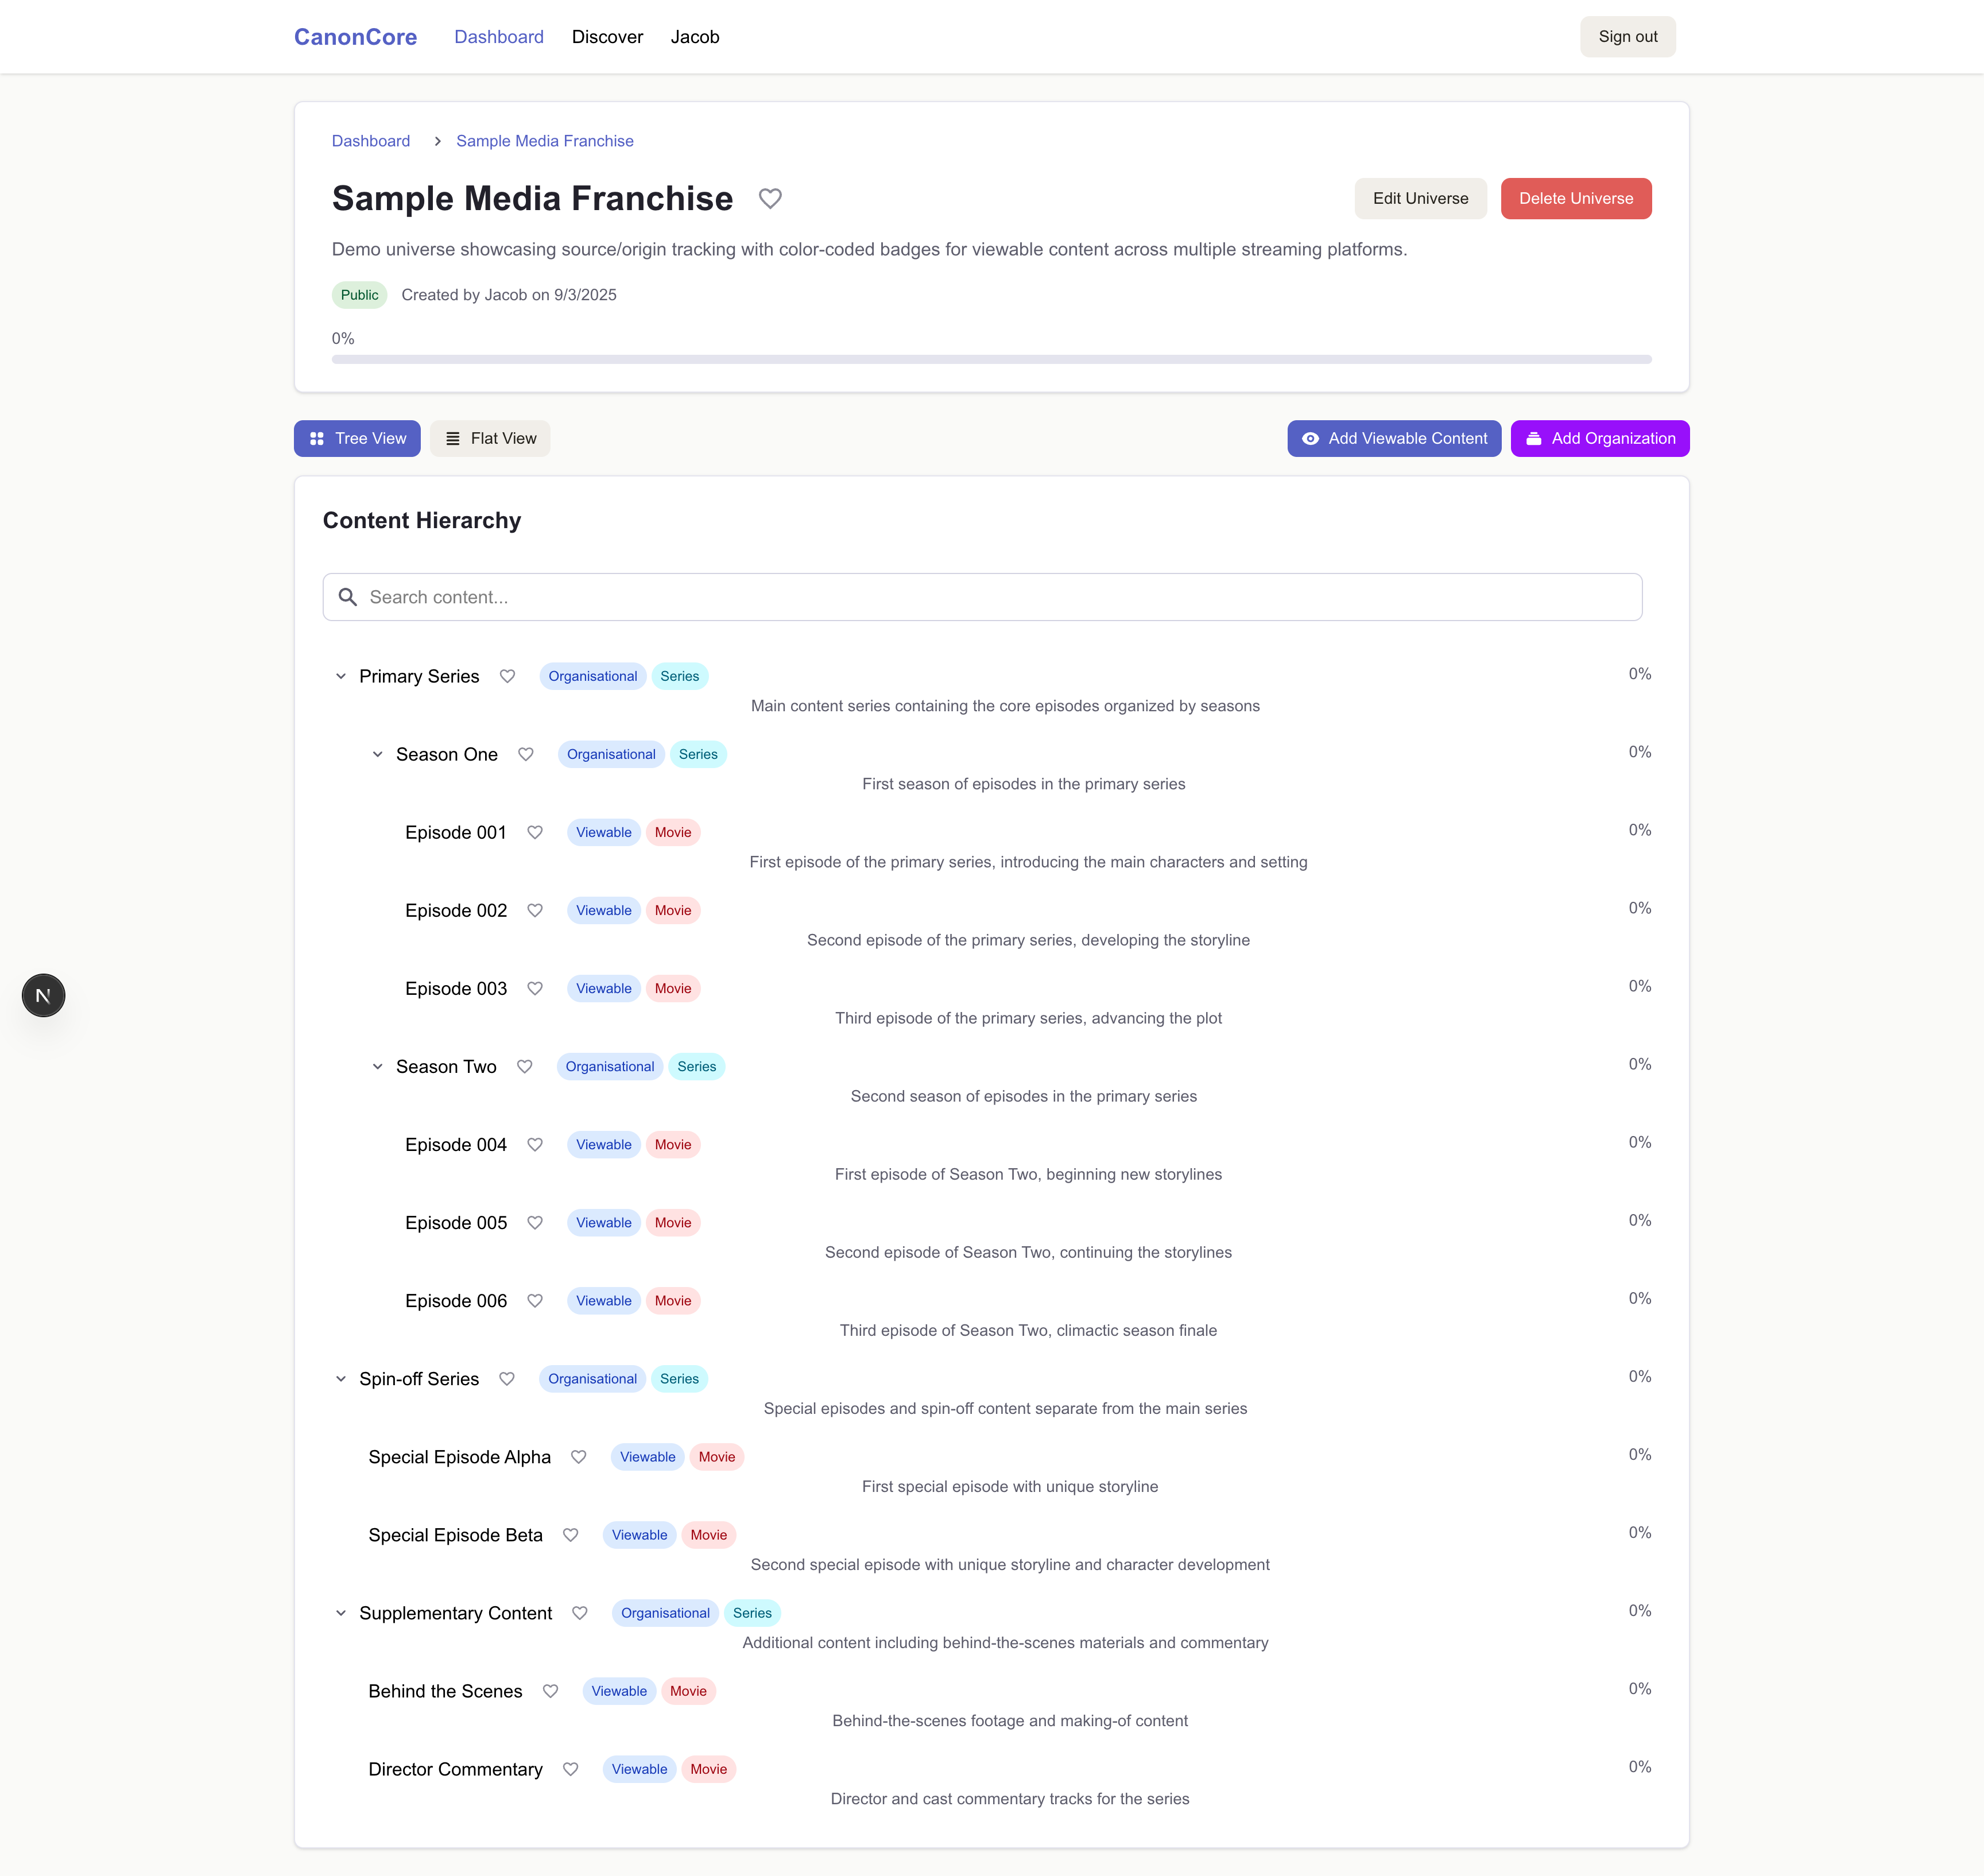 CanonCore Dashboard Discover Jacob Sign out
Dashboard Sample Media Franchise
Sample Media Franchise Edit Universe Delete Universe
Demo universe showcasing source/origin tracking with color-coded badges for viewable content across multiple streaming platforms.
Public Created by Jacob on 9/3/2025
0%
Tree View Flat View Add Viewable Content Add Organization
Content Hierarchy
Search content...
Primary Series Organisational Series 0%
Main content series containing the core episodes organized by seasons
Season One Organisational Series 0%
First season of episodes in the primary series
Episode 001 Viewable Movie 0%
First episode of the primary series, introducing the main characters and setting
Episode 002 Viewable Movie 0%
Second episode of the primary series, developing the storyline
Episode 003 Viewable Movie 0%
Third episode of the primary series, advancing the plot
N
Season Two Organisational Series 0%
Second season of episodes in the primary series
Episode 004 Viewable Movie 0%
First episode of Season Two, beginning new storylines
Episode 005 Viewable Movie 0%
Second episode of Season Two, continuing the storylines
Episode 006 Viewable Movie 0%
Third episode of Season Two, climactic season finale
Spin-off Series Organisational Series 0%
Special episodes and spin-off content separate from the main series
Special Episode Alpha Viewable Movie 0%
First special episode with unique storyline
Special Episode Beta Viewable Movie 0%
Second special episode with unique storyline and character development
Supplementary Content Organisational Series 0%
Additional content including behind-the-scenes materials and commentary
Behind the Scenes Viewable Movie 0%
Behind-the-scenes footage and making-of content
Director Commentary Viewable Movie 0%
Director and cast commentary tracks for the series